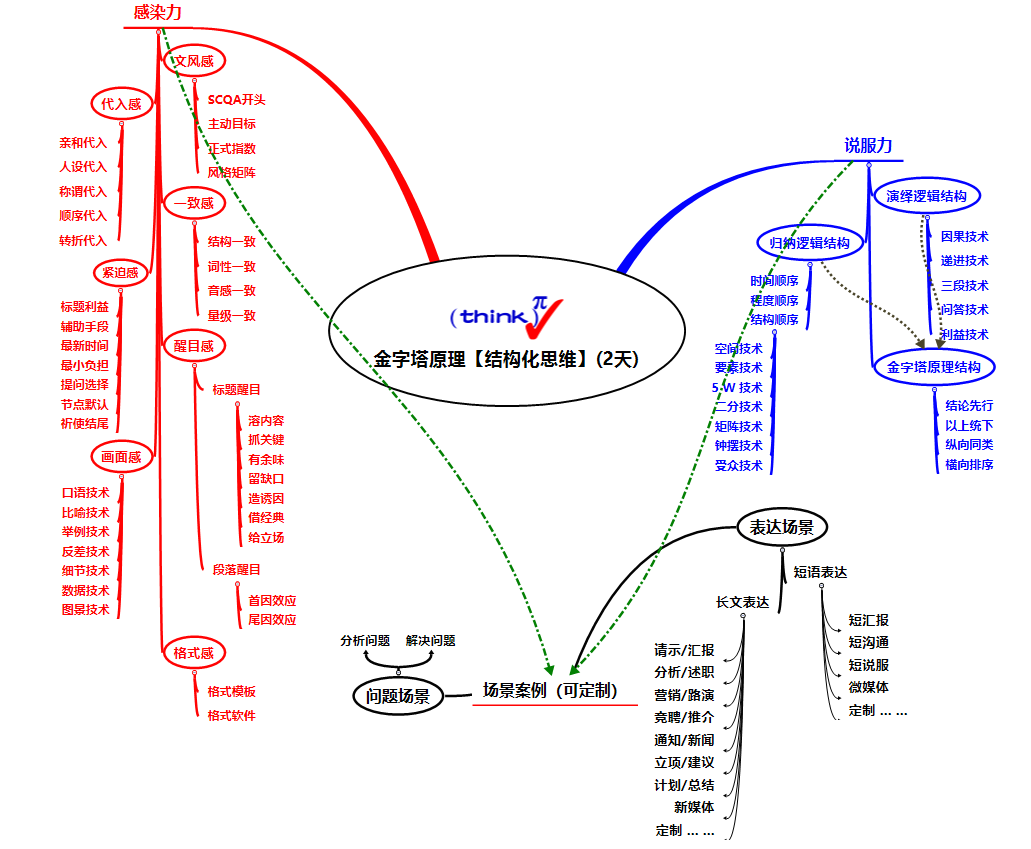 感染力
文风感
SCQA开头
主动目标
正式指数
风格矩阵
代入感
亲和代入
人设代入
称谓代入
顺序代入
转折代入
一致感
结构一致
词性一致
音感一致
量级一致
紧迫感
标题利益
辅助手段
最新时间
最小负担
提问选择
节点默认
祈使结尾
醒目感
标题醒目
溶内容
抓关键
有余味
留缺口
造诱因
借经典
给立场
段落醒目
首因效应
尾因效应
画面感
口语技术
比喻技术
举例技术
反差技术
细节技术
数据技术
图景技术
格式感
格式模板
格式软件
(think)π
金字塔原理【结构化思维】(2天)
说服力
演绎逻辑结构
因果技术
递进技术
三段技术
问答技术
利益技术
归纳逻辑结构
时间顺序
程度顺序
结构顺序
空间技术
要素技术
5 W 技术
二分技术
矩阵技术
钟摆技术
受众技术
金字塔原理结构
结论先行
以上统下
纵向同类
横向排序
表达场景
短语表达
短汇报
短沟通
短说服
微媒体
定制 ... ...
长文表达
请示/汇报
分析/述职
营销/路演
竞聘/推介
通知/新闻
立项/建议
计划/总结
新媒体
定制 ... ...
分析问题
解决问题
问题场景
场景案例（可定制）